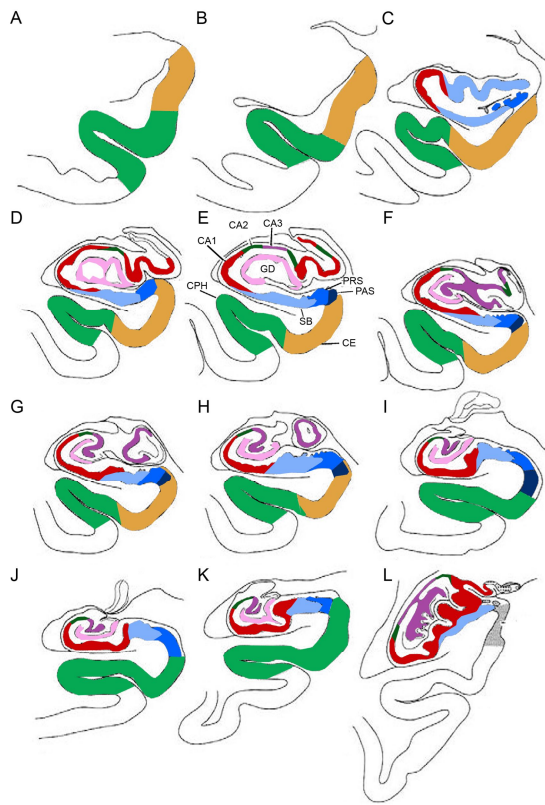 A B C
D E F
CA2 CA3
CA1
GD
PRS
CPH PAS
SB
CE
G H I
J K L